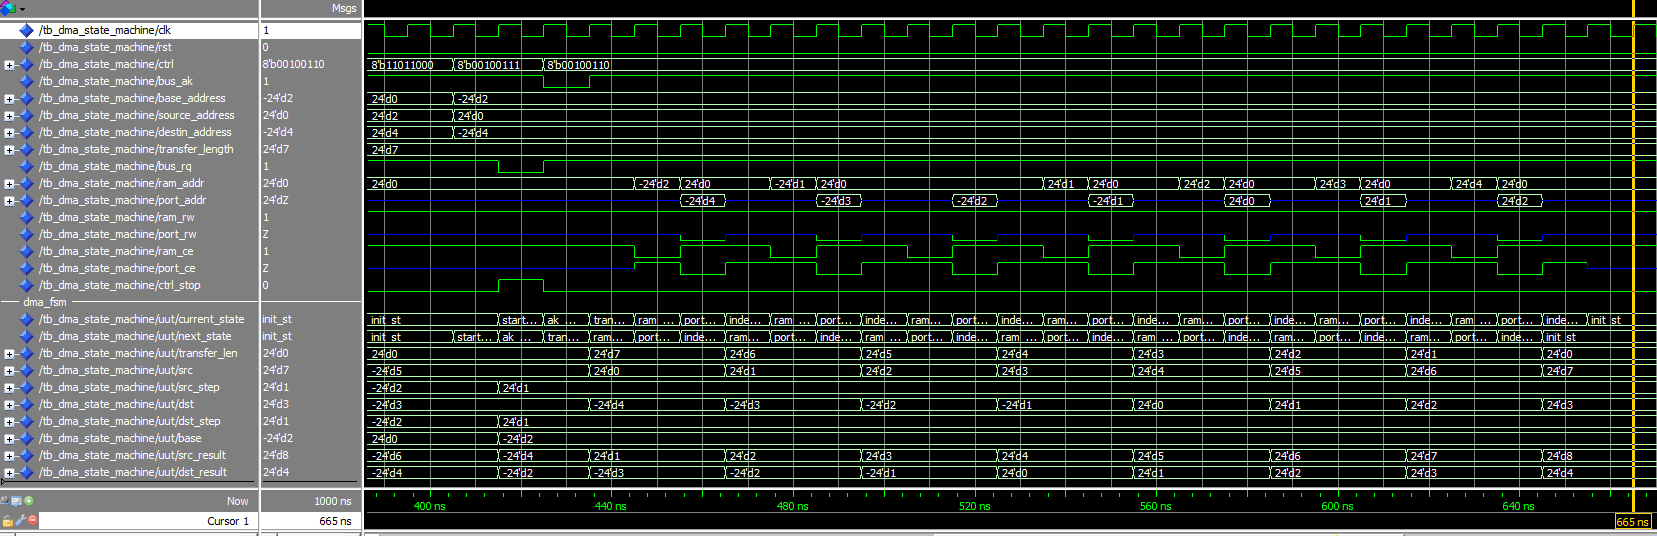 Msgs
/tb_dma_state_machine/clk 1
/tb_dma_state_machine/rst 0
/tb_dma_state_machine/ctrl 8'b00100110 8'b11011000 8'b00100111 8'b00100110
/tb_dma_state_machine/bus_ak 1
/tb_dma_state_machine/base_address -24'd2 24'd0 -24'd2
/tb_dma_state_machine/source_address 24'd0 24'd2 24'd0
/tb_dma_state_machine/destin_address -24'd4 24'd4 -24'd4
/tb_dma_state_machine/transfer_length 24'd7 24'd7
/tb_dma_state_machine/bus_rq 1
/tb_dma_state_machine/ram_addr 24'd0 24'd0 -24'd2 24'd0 -24'd1 24'd0 24'd1 24'd0 24'd2 24'd0 24'd3 24'd0 24'd4 24'd0
/tb_dma_state_machine/port_addr 24'dZ -24'd4 -24'd3 -24'd2 -24'd1 24'd0 24'd1 24'd2
/tb_dma_state_machine/ram_rw 1
/tb_dma_state_machine/port_rw Z
/tb_dma_state_machine/ram_ce 1
/tb_dma_state_machine/port_ce Z
/tb_dma_state_machine/ctrl_stop 0
dma_fsm
/tb_dma_state_machine/uut/current_state init_st init_st start... ak ... tran... ram_... port... inde... ram_... port... inde... ram_... port... inde... ram_... port... inde... ram_... port... inde... ram_... port... inde... ram_... port... inde... init_st
/tb_dma_state_machine/uut/next_state init_st init_st start... ak ... tran... ram_... port... inde... ram_... port... inde... ram_... port... inde... ram_... port... inde... ram_... port... inde... ram_... port... inde... ram_... port... inde... init_st
/tb_dma_state_machine/uut/transfer_len 24'd0 24'd0 24'd7 24'd6 24'd5 24'd4 24'd3 24'd2 24'd1 24'd0
/tb_dma_state_machine/uut/src 24'd7 -24'd5 24'd0 24'd1 24'd2 24'd3 24'd4 24'd5 24'd6 24'd7
/tb_dma_state_machine/uut/src_step 24'd1 -24'd2 24'd1
/tb_dma_state_machine/uut/dst 24'd3 -24'd3 -24'd4 -24'd3 -24'd2 -24'd1 24'd0 24'd1 24'd2 24'd3
/tb_dma_state_machine/uut/dst_step 24'd1 -24'd2 24'd1
/tb_dma_state_machine/uut/base -24'd2 24'd0 -24'd2
/tb_dma_state_machine/uut/src_result 24'd8 -24'd6 -24'd4 24'd1 24'd2 24'd3 24'd4 24'd5 24'd6 24'd7 24'd8
/tb_dma_state_machine/uut/dst_result 24'd4 -24'd4 -24'd2 -24'd3 -24'd2 -24'd1 24'd0 24'd1 24'd2 24'd3 24'd4
Now 1000 ns 400 ns 440 ns 480 ns 520 ns 560 ns 600 ns 640 ns
Cursor 1 665 ns 665 ns